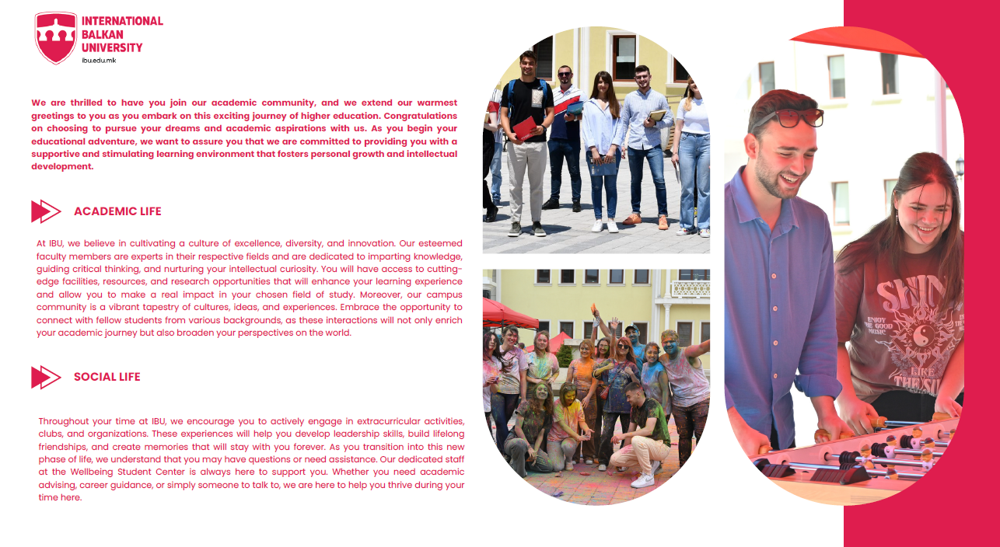 INTERNATIONAL
BALKAN
UNIVERSITY
ibu.edu.mk
We are thrilled to have you join our academic community, and we extend our warmest
greetings to you as you embark on this exciting journey of higher education. Congratulations
on choosing to pursue your dreams and academic aspirations with us. As you begin your
educational adventure, we want to assure you that we are committed to providing you with a
supportive and stimulating learning environment that fosters personal growth and intellectual
development.
ACADEMIC LIFE
At IBU, we believe in cultivating a culture of excellence, diversity, and innovation. Our esteemed
faculty members are experts in their respective fields and are dedicated to imparting knowledge,
guiding critical thinking, and nurturing your intellectual curiosity. You will have access to cutting-
edge facilities, resources, and research opportunities that will enhance your learning experience
and allow you to make a real impact in your chosen field of study. Moreover, our campus
community is a vibrant tapestry of cultures, ideas, and experiences. Embrace the opportunity to
connect with fellow students from various backgrounds, as these interactions will not only enrich
your academic journey but also broaden your perspectives on the world.
SOCIAL LIFE
Throughout your time at IBU, we encourage you to actively engage in extracurricular activities,
clubs, and organizations. These experiences will help you develop leadership skills, build lifelong
friendships, and create memories that will stay with you forever. As you transition into this new
phase of life, we understand that you may have questions or need assistance. Our dedicated staff
at the Wellbeing Student Center is always here to support you. Whether you need academic
advising, career guidance, or simply someone to talk to, we are here to help you thrive during your
time here.
ENJOY
THE GOOD
MUSIC
LIKE